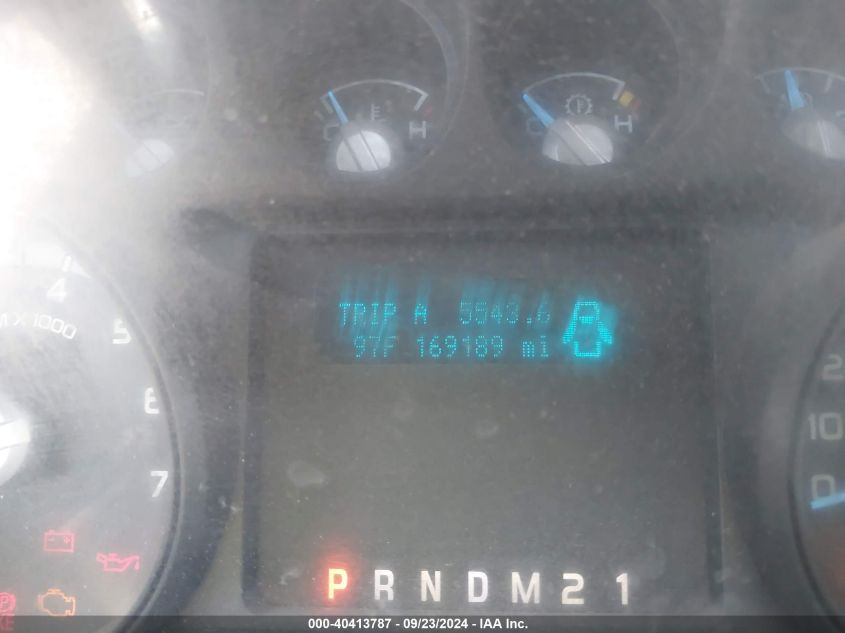 C H
C H
TRIP A 5543.6
97F 169189 mi
4
X 1000
5
6
7
2
10
0
P R N D M 2 1
000-40413787 - 09/23/2024 - IAA Inc.